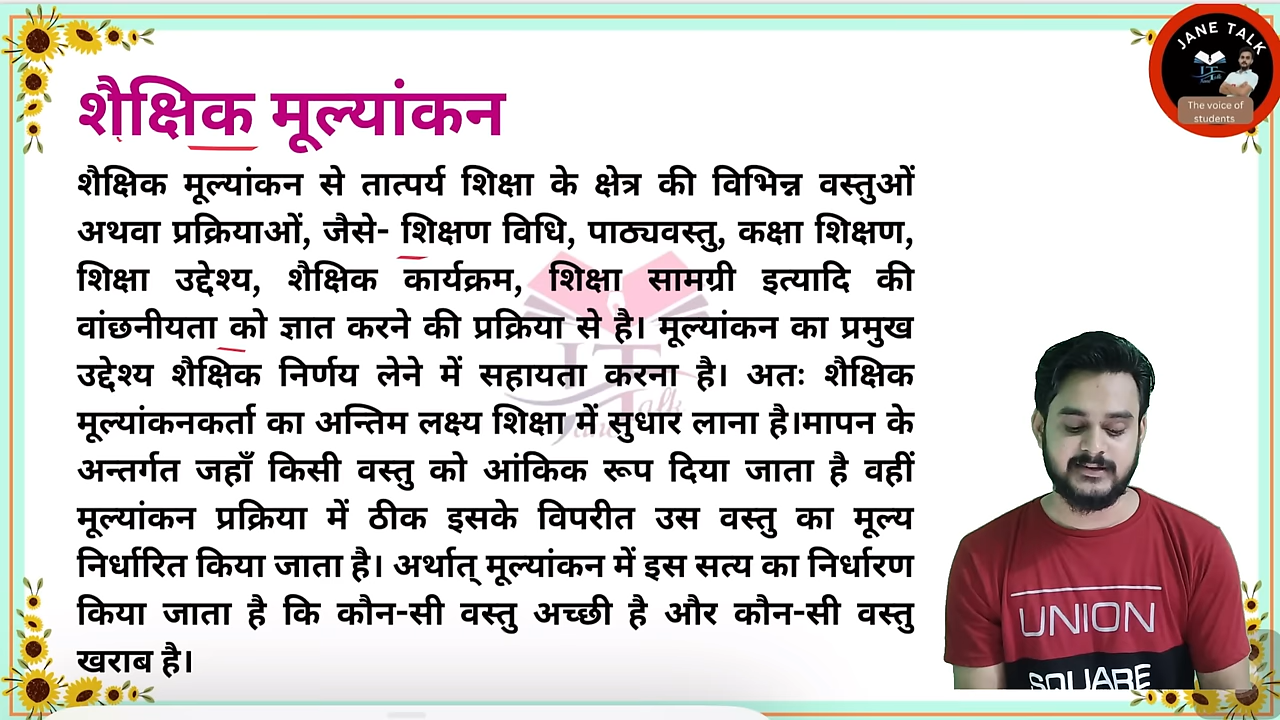 शैक्षिक मूल्यांकन
शैक्षिक मूल्यांकन से तात्पर्य शिक्षा के क्षेत्र की विभिन्न वस्तुओं
अथवा प्रक्रियाओं, जैसे- शिक्षण विधि, पाठ्यवस्तु, कक्षा शिक्षण,
शिक्षा उद्देश्य, शैक्षिक कार्यक्रम, शिक्षा सामग्री इत्यादि की
वांछनीयता को ज्ञात करने की प्रक्रिया से है। मूल्यांकन का प्रमुख
उद्देश्य शैक्षिक निर्णय लेने में सहायता करना है। अतः शैक्षिक
मूल्यांकनकर्ता का अन्तिम लक्ष्य शिक्षा में सुधार लाना है।मापन के
अन्तर्गत जहाँ किसी वस्तु को आंकिक रूप दिया जाता है वहीं
मूल्यांकन प्रक्रिया में ठीक इसके विपरीत उस वस्तु का मूल्य
निर्धारित किया जाता है। अर्थात् मूल्यांकन में इस सत्य का निर्धारण
किया जाता है कि कौन-सी वस्तु अच्छी है और कौन-सी वस्तु
खराब है।
JANE TALK
The voice of
students
UNION
SQUARE